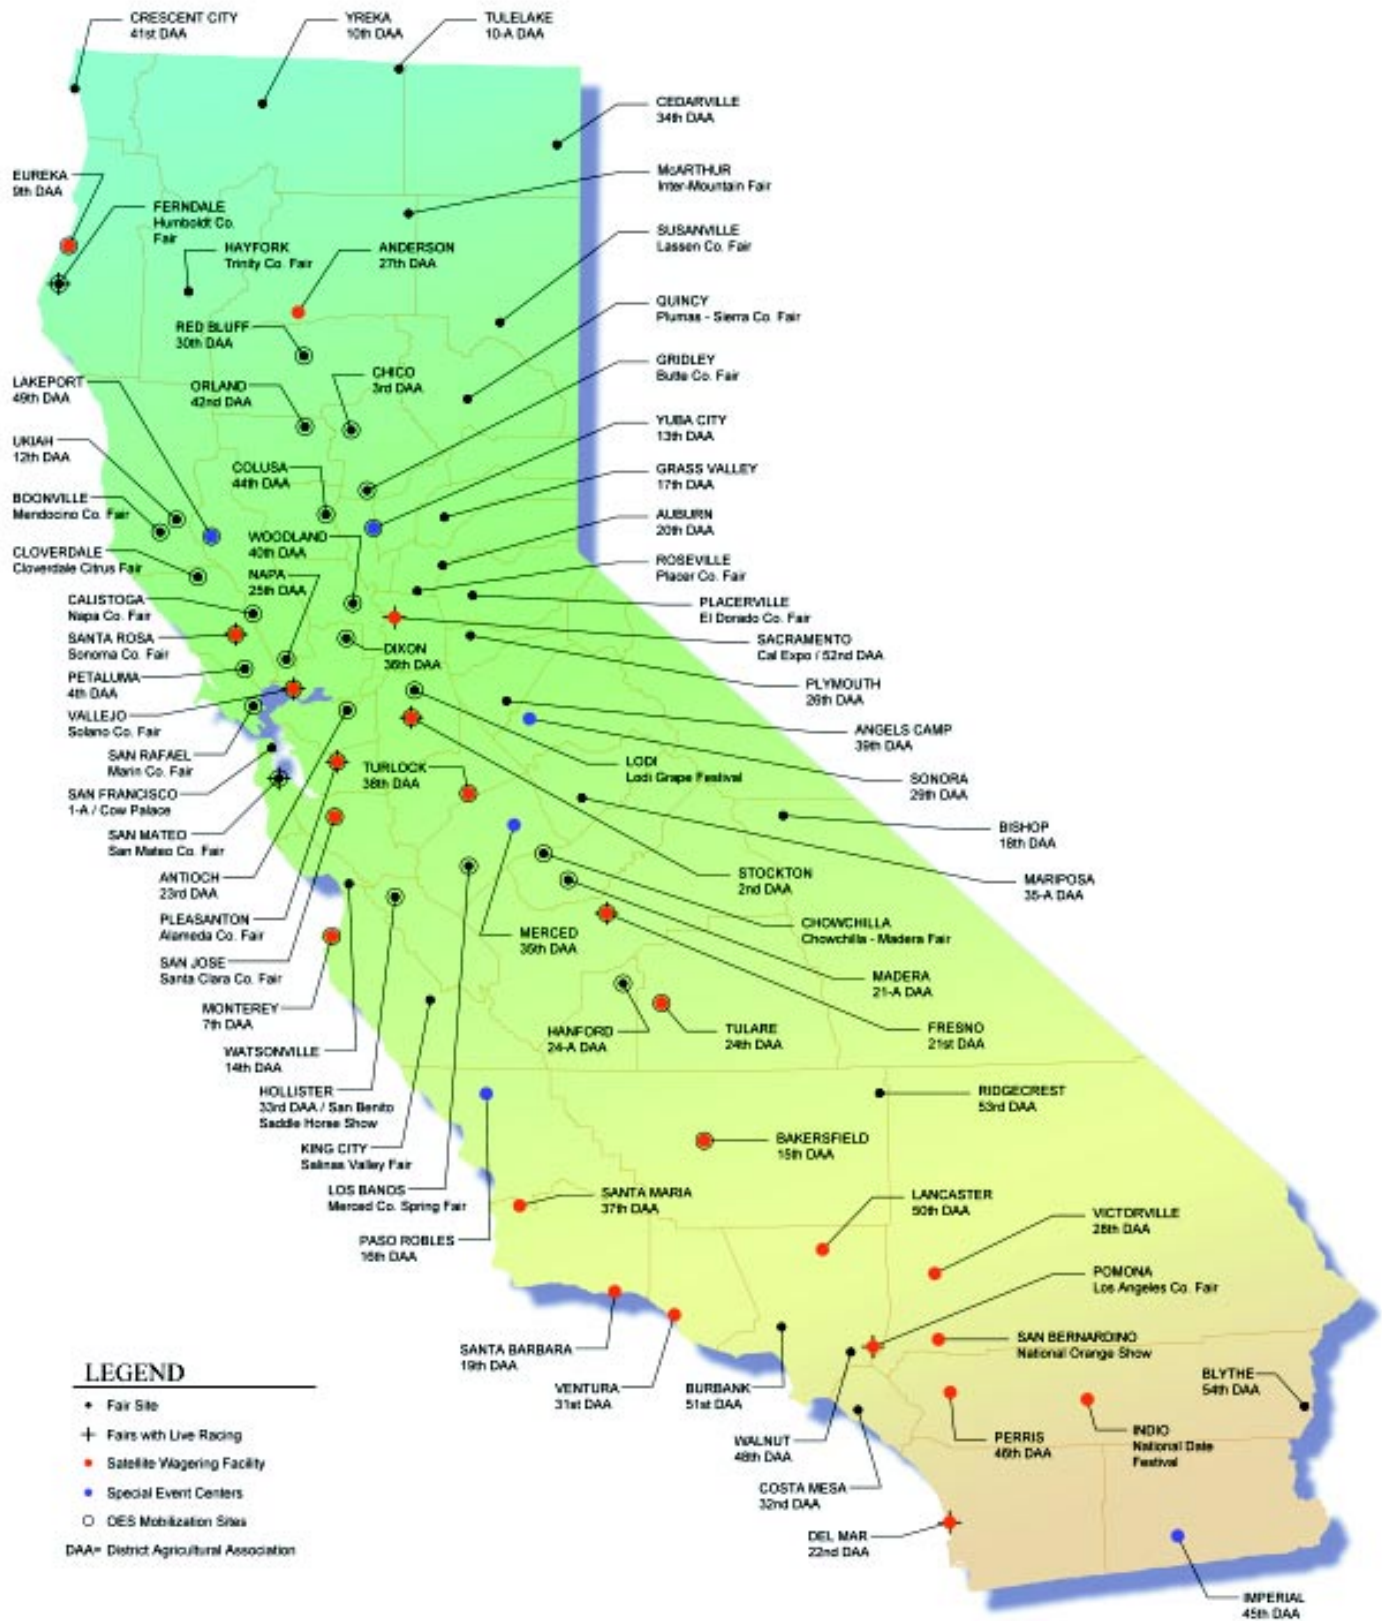 CRESCENT CITY
41st DAA
YREKA
10th DAA
TULELAKE
10-A DAA
CEDARVILLE
34th DAA
McARTHUR
Inter-Mountain Fair
EUREKA
9th DAA
FERNDALE
Humboldt Co.
Fair
HAYFORK
Trinity Co. Fair
ANDERSON
27th DAA
SUSANVILLE
Lassen Co. Fair
QUINCY
Plumas - Sierra Co. Fair
RED BLUFF
30th DAA
GRIDLEY
Butte Co. Fair
LAKEPORT
49th DAA
ORLAND
42nd DAA
CHICO
3rd DAA
YUBA CITY
13th DAA
UKIAH
12th DAA
COLUSA
44th DAA
GRASS VALLEY
17th DAA
BOONVILLE
Mendocino Co. Fair
AUBURN
20th DAA
WOODLAND
40th DAA
CLOVERDALE
Cloverdale Citrus Fair
NAPA
25th DAA
ROSEVILLE
Placer Co. Fair
CALISTOGA
Napa Co. Fair
PLACERVILLE
El Dorado Co. Fair
SANTA ROSA
Sonoma Co. Fair
DIXON
36th DAA
SACRAMENTO
Cal Expo / 52nd DAA
PETALUMA
4th DAA
PLYMOUTH
26th DAA
VALLEJO
Solano Co. Fair
ANGELS CAMP
39th DAA
SAN RAFAEL
Marin Co. Fair
TURLOCK
38th DAA
LODI
Lodi Grape Festival
SONORA
29th DAA
SAN FRANCISCO
1-A / Cow Palace
SAN MATEO
San Mateo Co. Fair
BISHOP
18th DAA
ANTIOCH
23rd DAA
STOCKTON
2nd DAA
MARIPOSA
35-A DAA
PLEASANTON
Alameda Co. Fair
MERCED
35th DAA
CHOWCHILLA
Chowchilla - Madera Fair
SAN JOSE
Santa Clara Co. Fair
MADERA
21-A DAA
MONTEREY
7th DAA
HANFORD
24-A DAA
TULARE
24th DAA
FRESNO
21st DAA
WATSONVILLE
14th DAA
HOLLISTER
33rd DAA / San Benito
Saddle Horse Show
RIDGECREST
53rd DAA
KING CITY
Salinas Valley Fair
BAKERSFIELD
15th DAA
LOS BANOS
Merced Co. Spring Fair
SANTA MARIA
37th DAA
LANCASTER
50th DAA
VICTORVILLE
28th DAA
PASO ROBLES
16th DAA
POMONA
Los Angeles Co. Fair
SANTA BARBARA
19th DAA
SAN BERNARDINO
National Orange Show
VENTURA
31st DAA
BURBANK
51st DAA
BLYTHE
54th DAA
WALNUT
48th DAA
PERRIS
46th DAA
INDIO
National Date
Festival
COSTA MESA
32nd DAA
DEL MAR
22nd DAA
IMPERIAL
45th DAA
LEGEND
Fair Site
Fairs with Live Racing
Satellite Wagering Facility
Special Event Centers
OES Mobilization Sites
DAA= District Agricultural Association